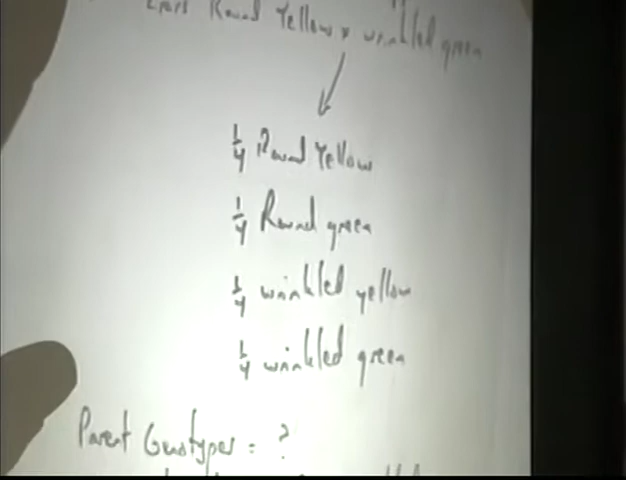 Round Yellow x wrinkled green
1/4 Round Yellow
1/4 Round green
1/4 wrinkled yellow
1/4 wrinkled green
Parent Genotypes = ?